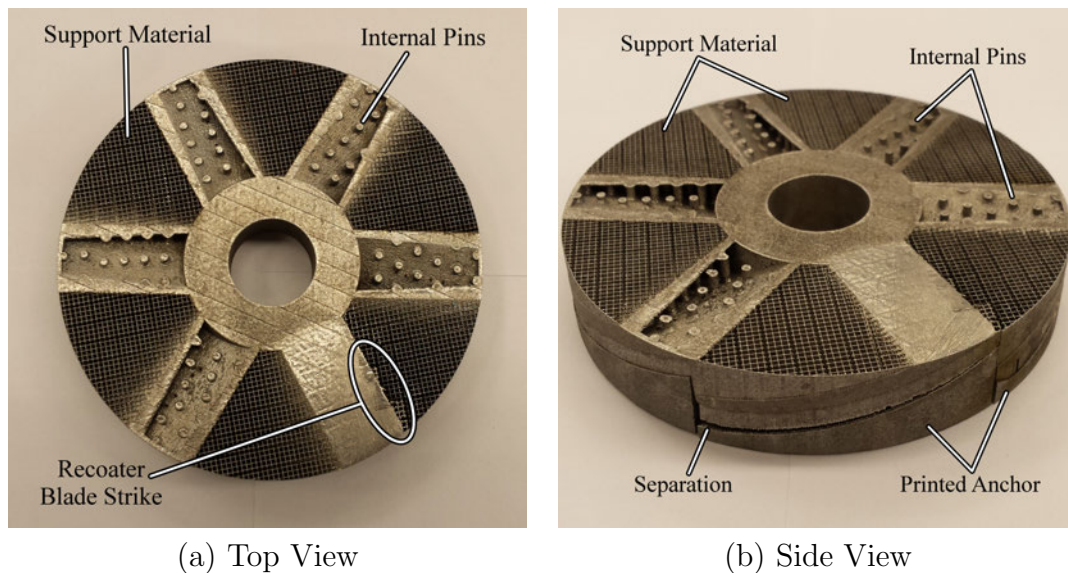 Support Material
Internal Pins
Recoater
Blade Strike
(a) Top View
Support Material
Internal Pins
Separation
Printed Anchor
(b) Side View